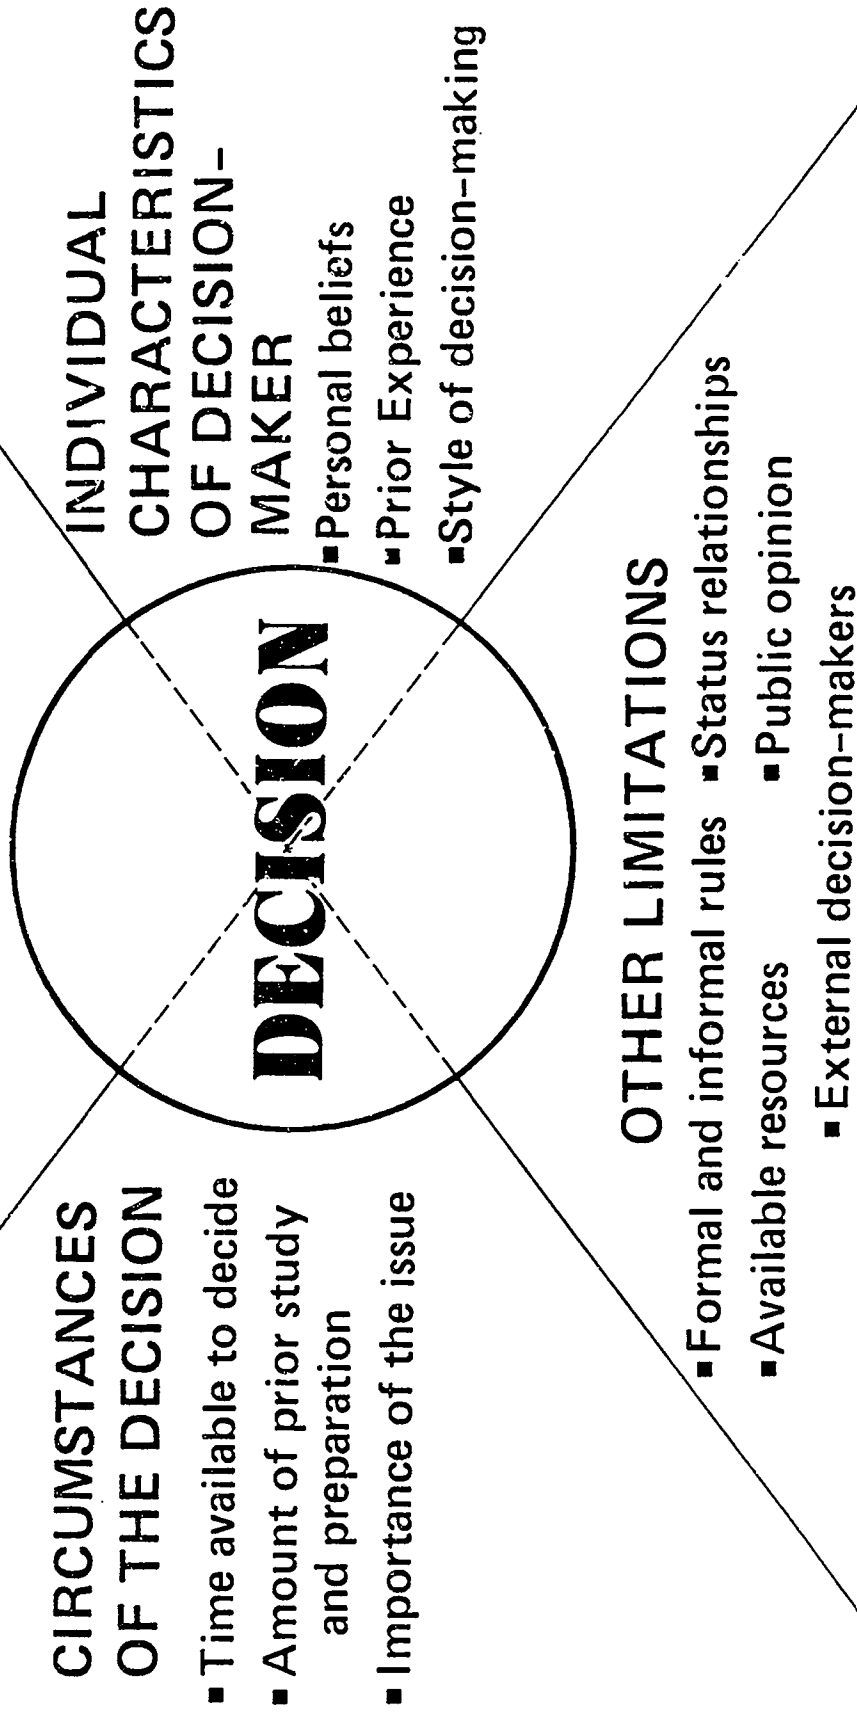 CIRCUMSTANCES
OF THE DECISION
▪ Time available to decide
▪ Amount of prior study
and preparation
▪ Importance of the issue
DECISION
INDIVIDUAL
CHARACTERISTICS
OF DECISION-
MAKER
▪ Personal beliefs
▪ Prior Experience
▪ Style of decision-making
OTHER LIMITATIONS
▪ Formal and informal rules ▪ Status relationships
▪ Available resources ▪ Public opinion
▪ External decision-makers